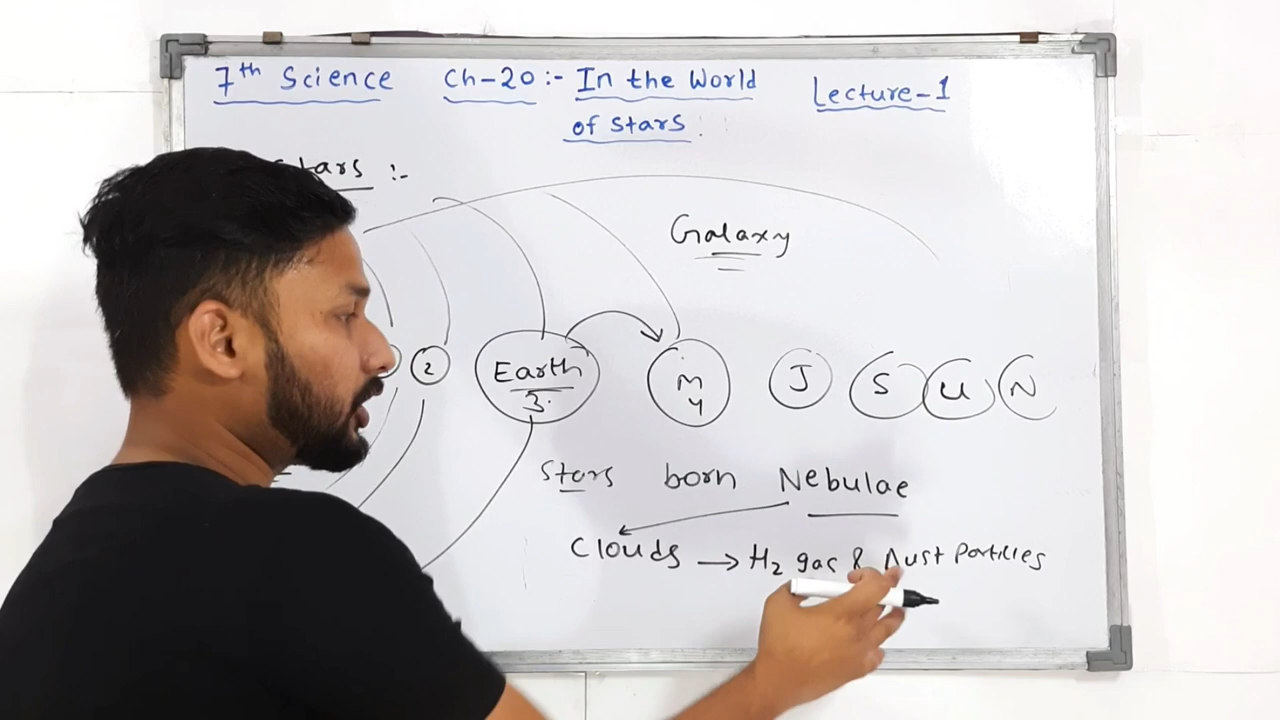 7th Science Ch-20:- In the World Lecture-1
of Stars
Stars :-
Galaxy
2 Earth M J S U N
3. 4
Stars born Nebulae
Clouds → H2 gas & Dust Particles